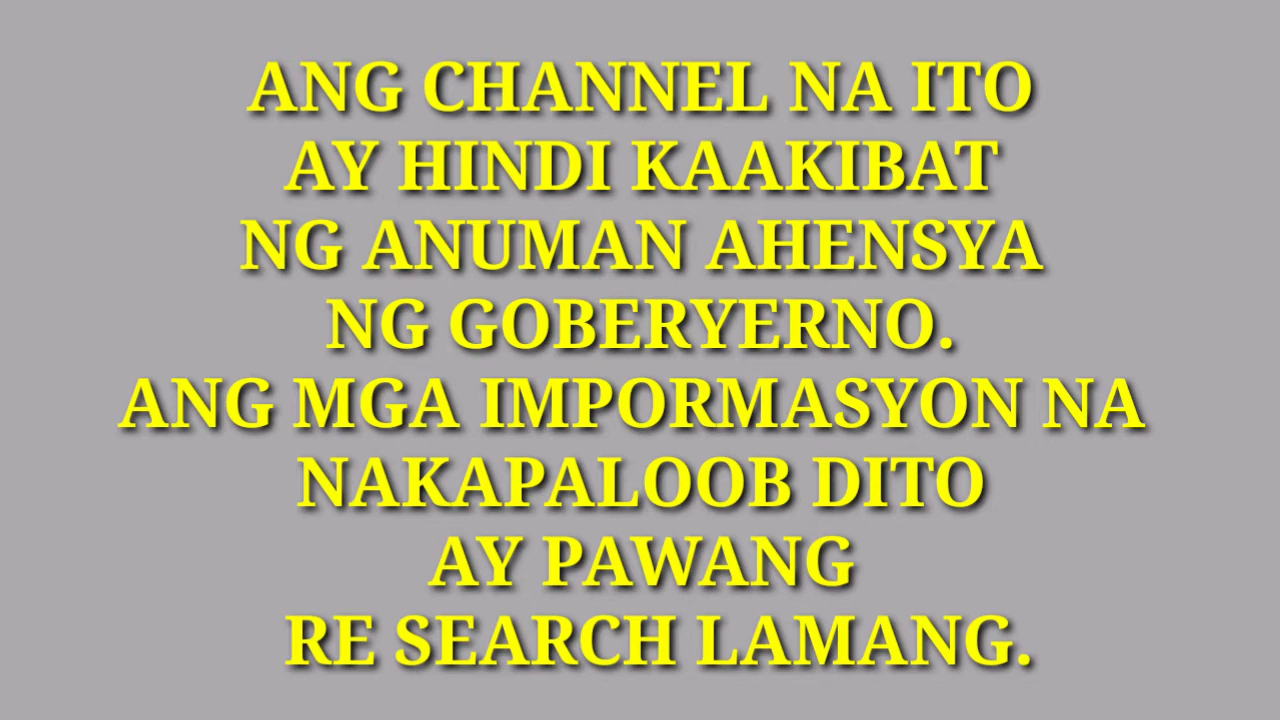 ANG CHANNEL NA ITO
AY HINDI KAAKIBAT
NG ANUMAN AHENSYA
NG GOBERYERNO.
ANG MGA IMPORMASYON NA
NAKAPALOOB DITO
AY PAWANG
RE SEARCH LAMANG.